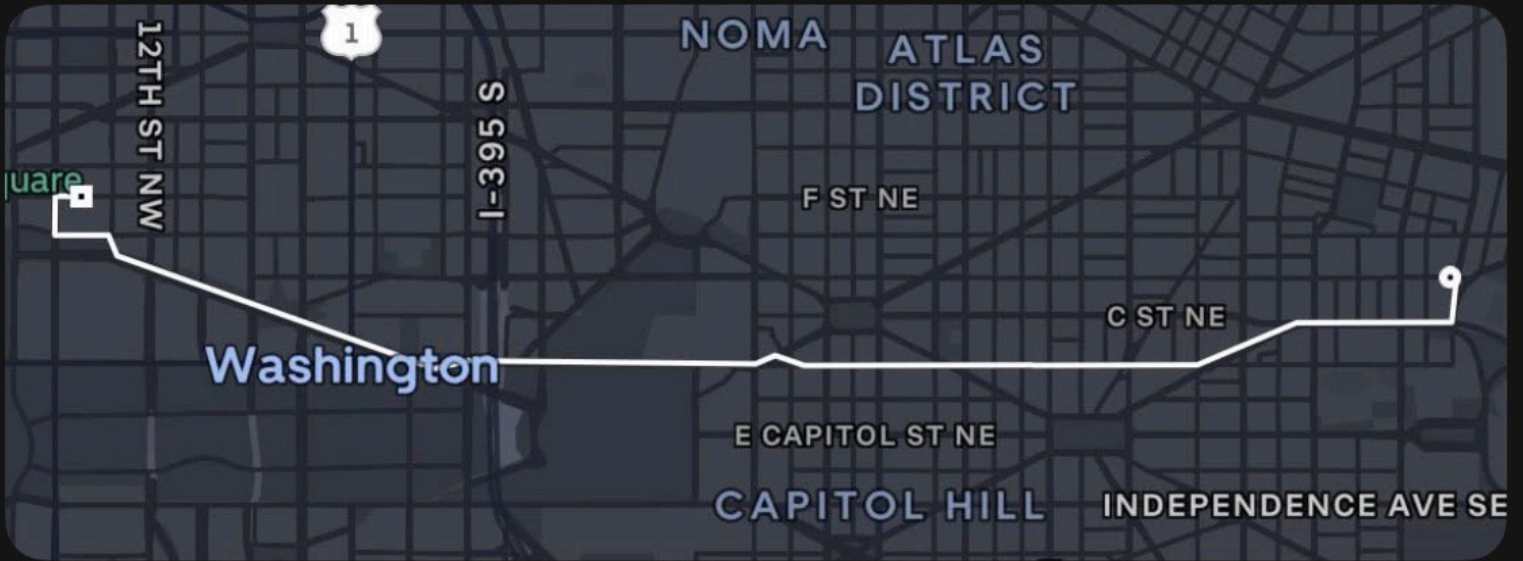 1
NOMA
ATLAS
DISTRICT
12TH ST NW
I-395 S
quare
F ST NE
C ST NE
Washington
E CAPITOL ST NE
CAPITOL HILL
INDEPENDENCE AVE SE